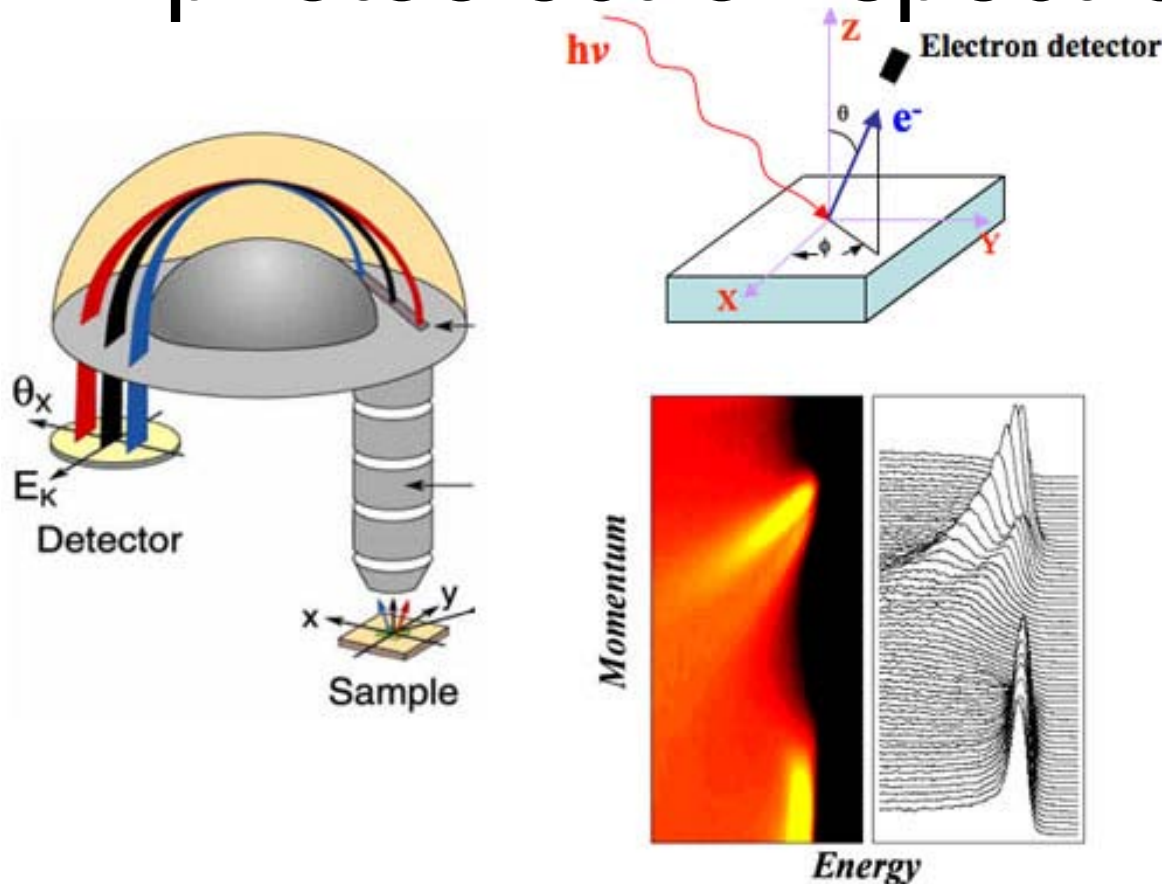 hν
Z
Electron detector
θ
e-
ϕ
Y
X
θX
EK
Detector
x
y
Sample
Momentum
Energy